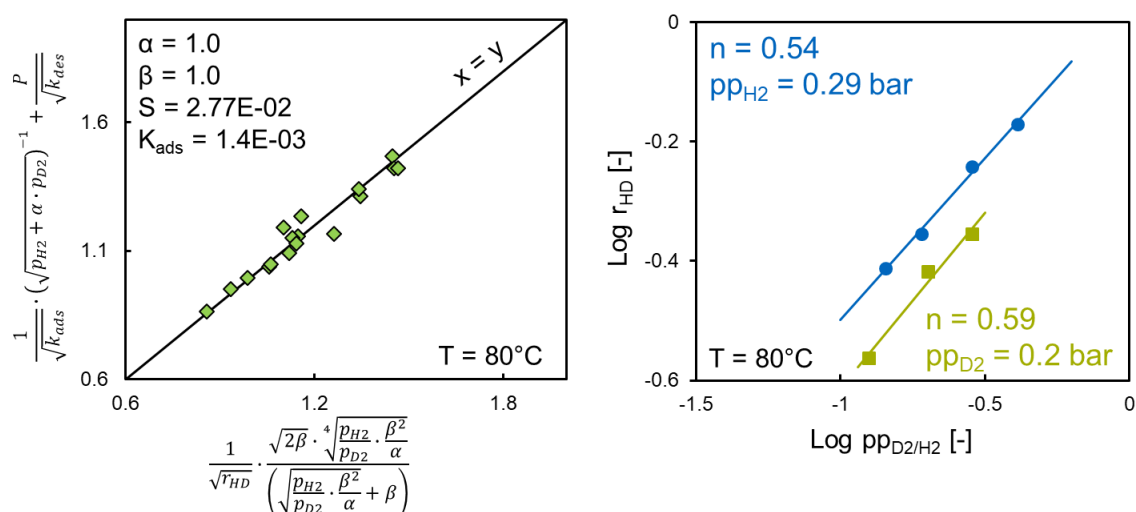 α = 1.0
β = 1.0
S = 2.77E-02
K_ads = 1.4E-03
x = y
T = 80°C
1.6
1.1
0.6
0.6
1.2
1.8
1/√k_ads · (√p_H2 + α · p_D2)^−1 + P/√k_des
1/√r_HD · √2β · ∜(p_H2/p_D2 · β²/α) / (√(p_H2/p_D2 · β²/α) + β)
n = 0.54
pp_H2 = 0.29 bar
n = 0.59
pp_D2 = 0.2 bar
T = 80°C
0
-0.2
-0.4
-0.6
-1.5
-1
-0.5
0
Log r_HD [-]
Log pp_D2/H2 [-]